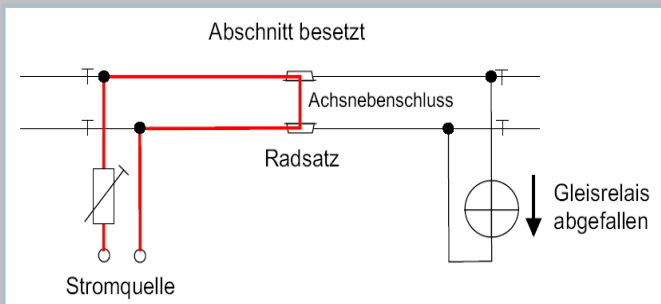 Abschnitt besetzt
Achsnebenschluss
Radsatz
Gleisrelais
abgefallen
Stromquelle